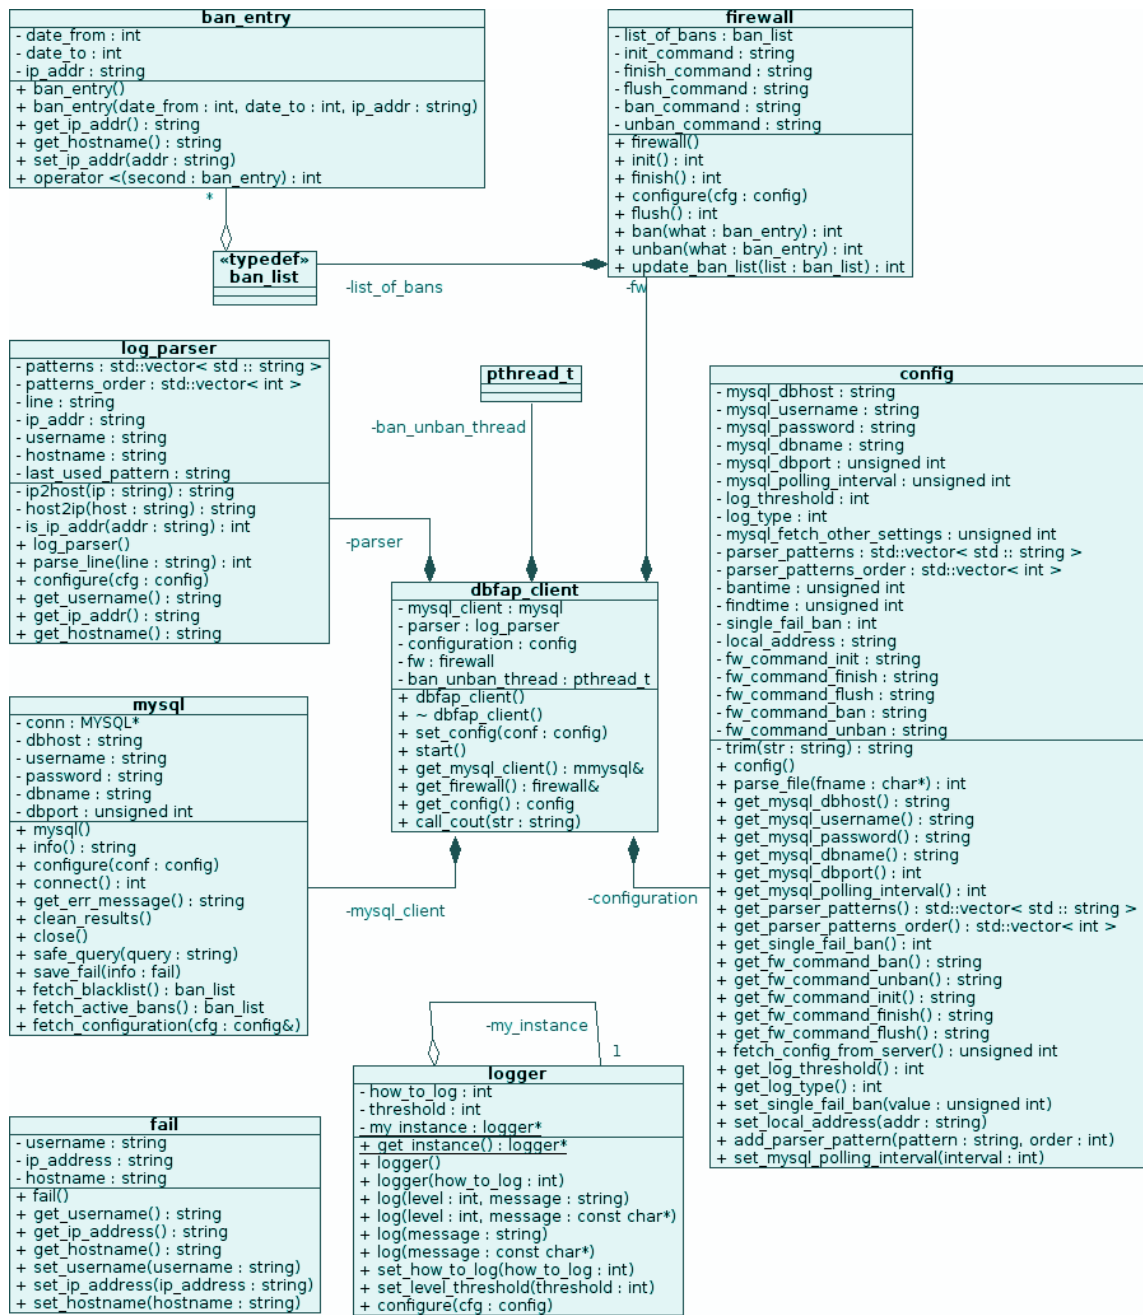 ban_entry
- date_from : int
- date_to : int
- ip_addr : string
+ ban_entry()
+ ban_entry(date_from : int, date_to : int, ip_addr : string)
+ get_ip_addr() : string
+ get_hostname() : string
+ set_ip_addr(addr : string)
+ operator <(second : ban_entry) : int
*
firewall
- list_of_bans : ban_list
- init_command : string
- finish_command : string
- flush_command : string
- ban_command : string
- unban_command : string
+ firewall()
+ init() : int
+ finish() : int
+ configure(cfg : config)
+ flush() : int
+ ban(what : ban_entry) : int
+ unban(what : ban_entry) : int
+ update_ban_list(list : ban_list) : int
«typedef»
ban_list
-list_of_bans
-fw
log_parser
- patterns : std::vector< std :: string >
- patterns_order : std::vector< int >
- line : string
- ip_addr : string
- username : string
- hostname : string
- last_used_pattern : string
- ip2host(ip : string) : string
- host2ip(host : string) : string
- is_ip_addr(addr : string) : int
+ log_parser()
+ parse_line(line : string) : int
+ configure(cfg : config)
+ get_username() : string
+ get_ip_addr() : string
+ get_hostname() : string
-parser
pthread_t
-ban_unban_thread
config
- mysql_dbhost : string
- mysql_username : string
- mysql_password : string
- mysql_dbname : string
- mysql_dbport : unsigned int
- mysql_polling_interval : unsigned int
- log_threshold : int
- log_type : int
- mysql_fetch_other_settings : unsigned int
- parser_patterns : std::vector< std :: string >
- parser_patterns_order : std::vector< int >
- bantime : unsigned int
- findtime : unsigned int
- single_fail_ban : int
- local_address : string
- fw_command_init : string
- fw_command_finish : string
- fw_command_flush : string
- fw_command_ban : string
- fw_command_unban : string
- trim(str : string) : string
+ config()
+ parse_file(fname : char*) : int
+ get_mysql_dbhost() : string
+ get_mysql_username() : string
+ get_mysql_password() : string
+ get_mysql_dbname() : string
+ get_mysql_dbport() : int
+ get_mysql_polling_interval() : int
+ get_parser_patterns() : std::vector< std :: string >
+ get_parser_patterns_order() : std::vector< int >
+ get_single_fail_ban() : int
+ get_fw_command_ban() : string
+ get_fw_command_unban() : string
+ get_fw_command_init() : string
+ get_fw_command_finish() : string
+ get_fw_command_flush() : string
+ fetch_config_from_server() : unsigned int
+ get_log_threshold() : int
+ get_log_type() : int
+ set_single_fail_ban(value : unsigned int)
+ set_local_address(addr : string)
+ add_parser_pattern(pattern : string, order : int)
+ set_mysql_polling_interval(interval : int)
dbfap_client
- mysql_client : mysql
- parser : log_parser
- configuration : config
- fw : firewall
- ban_unban_thread : pthread_t
+ dbfap_client()
+ ~ dbfap_client()
+ set_config(conf : config)
+ start()
+ get_mysql_client() : mmysql&
+ get_firewall() : firewall&
+ get_config() : config
+ call_cout(str : string)
mysql
- conn : MYSQL*
- dbhost : string
- username : string
- password : string
- dbname : string
- dbport : unsigned int
+ mysql()
+ info() : string
+ configure(conf : config)
+ connect() : int
+ get_err_message() : string
+ clean_results()
+ close()
+ safe_query(query : string)
+ save_fail(info : fail)
+ fetch_blacklist() : ban_list
+ fetch_active_bans() : ban_list
+ fetch_configuration(cfg : config&)
-mysql_client
-configuration
-my_instance
1
logger
- how_to_log : int
- threshold : int
- my_instance : logger*
+ get_instance() : logger*
+ logger()
+ logger(how_to_log : int)
+ log(level : int, message : string)
+ log(level : int, message : const char*)
+ log(message : string)
+ log(message : const char*)
+ set_how_to_log(how_to_log : int)
+ set_level_threshold(threshold : int)
+ configure(cfg : config)
fail
- username : string
- ip_address : string
- hostname : string
+ fail()
+ get_username() : string
+ get_ip_address() : string
+ get_hostname() : string
+ set_username(username : string)
+ set_ip_address(ip_address : string)
+ set_hostname(hostname : string)